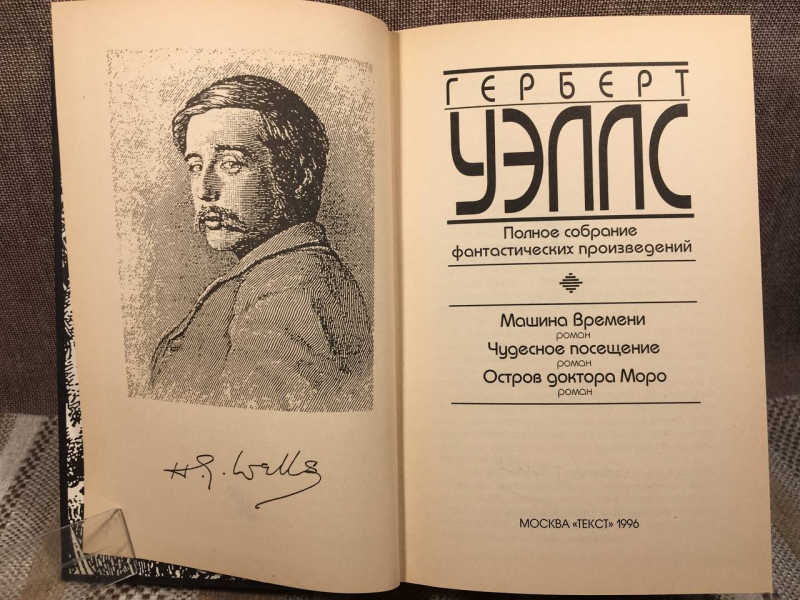 H. G. Wells
ГЕРБЕРТ
УЭЛЛС
Полное собрание
фантастических произведений
Машина Времени
роман
Чудесное посещение
роман
Остров доктора Моро
роман
МОСКВА «ТЕКСТ» 1996